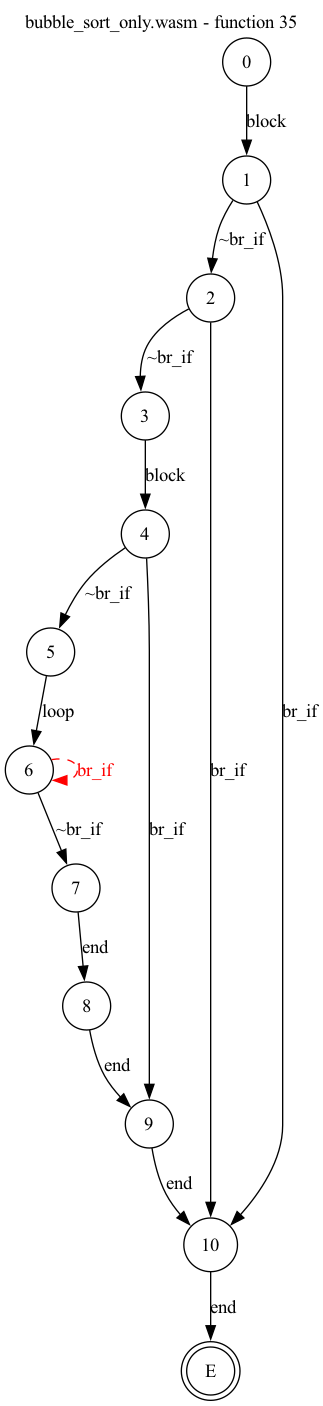 bubble_sort_only.wasm - function 35
0
block
1
~br_if
2
~br_if
3
block
4
~br_if
5
loop
br_if
6
br_if
br_if
~br_if
br_if
7
end
8
end
9
end
10
end
E